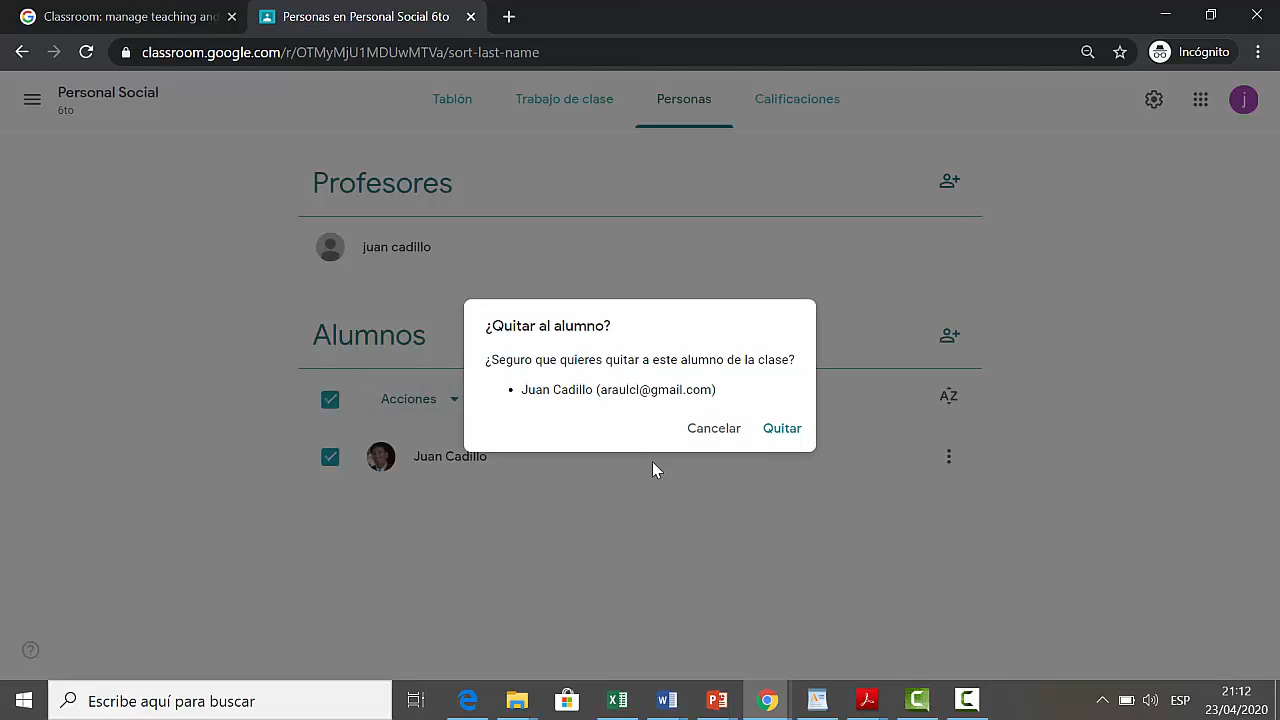 Classroom: manage teaching and
Personas en Personal Social 6to
classroom.google.com/r/OTMyMjU1MDUwMTVa/sort-last-name
Incógnito
Personal Social
6to
Tablón
Trabajo de clase
Personas
Calificaciones
j
Profesores
juan cadillo
Alumnos
¿Quitar al alumno?
¿Seguro que quieres quitar a este alumno de la clase?
• Juan Cadillo (araulcl@gmail.com)
Cancelar
Quitar
Acciones
AZ
Juan Cadillo
Escribe aquí para buscar
ESP
21:12
23/04/2020